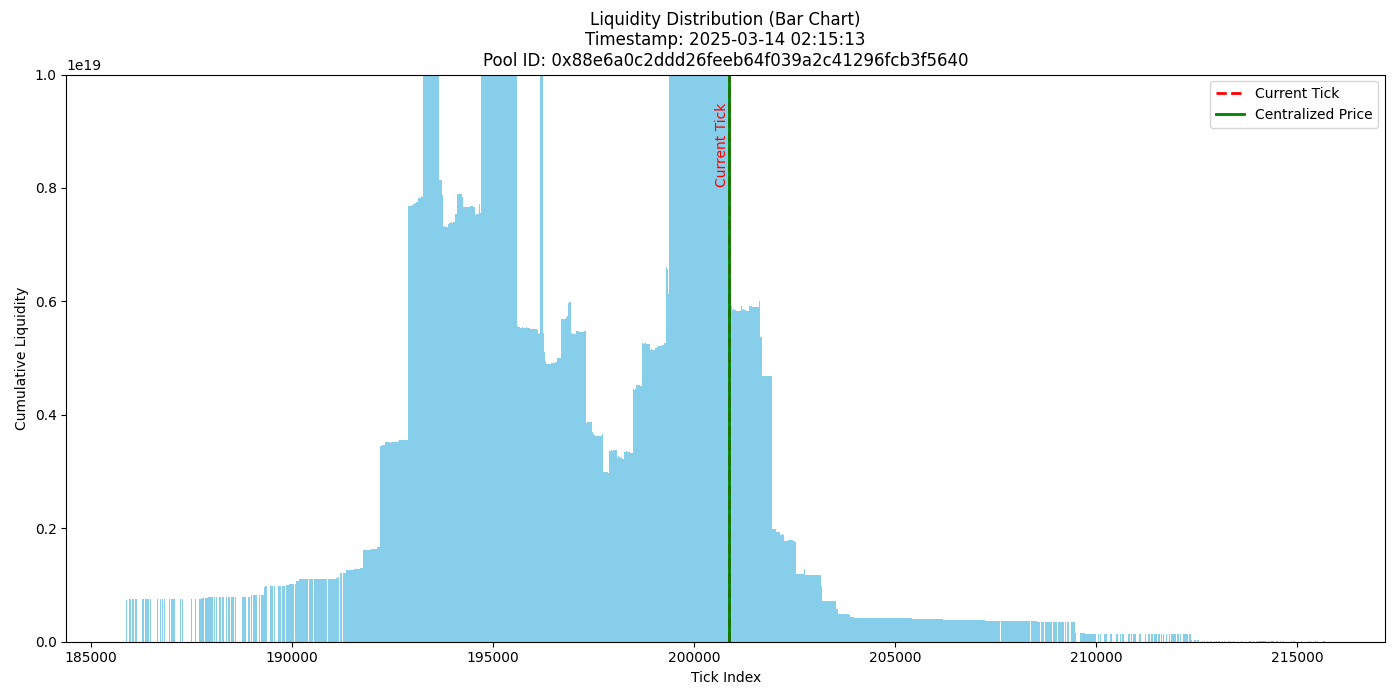 Liquidity Distribution (Bar Chart)
Timestamp: 2025-03-14 02:15:13
Pool ID: 0x88e6a0c2ddd26feeb64f039a2c41296fcb3f5640
1e19
1.0
0.8
0.6
0.4
0.2
0.0
Cumulative Liquidity
Current Tick
Current Tick
Centralized Price
185000
190000
195000
200000
205000
210000
215000
Tick Index